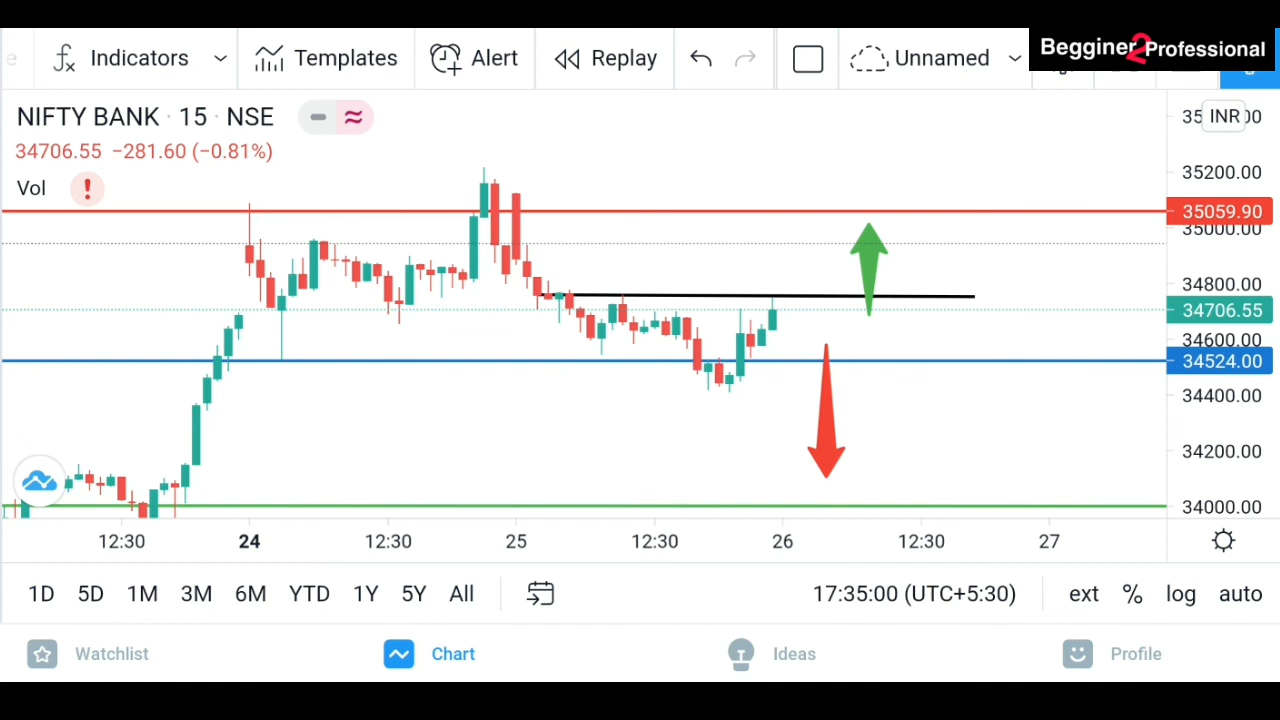 Indicators
Templates
Alert
Replay
Unnamed
Begginer2Professional
NIFTY BANK · 15 · NSE
34706.55 −281.60 (−0.81%)
Vol
INR
35200.00
35059.90
35000.00
34800.00
34706.55
34600.00
34524.00
34400.00
34200.00
34000.00
12:30 24 12:30 25 12:30 26 12:30 27
1D 5D 1M 3M 6M YTD 1Y 5Y All 17:35:00 (UTC+5:30) ext % log auto
Watchlist Chart Ideas Profile